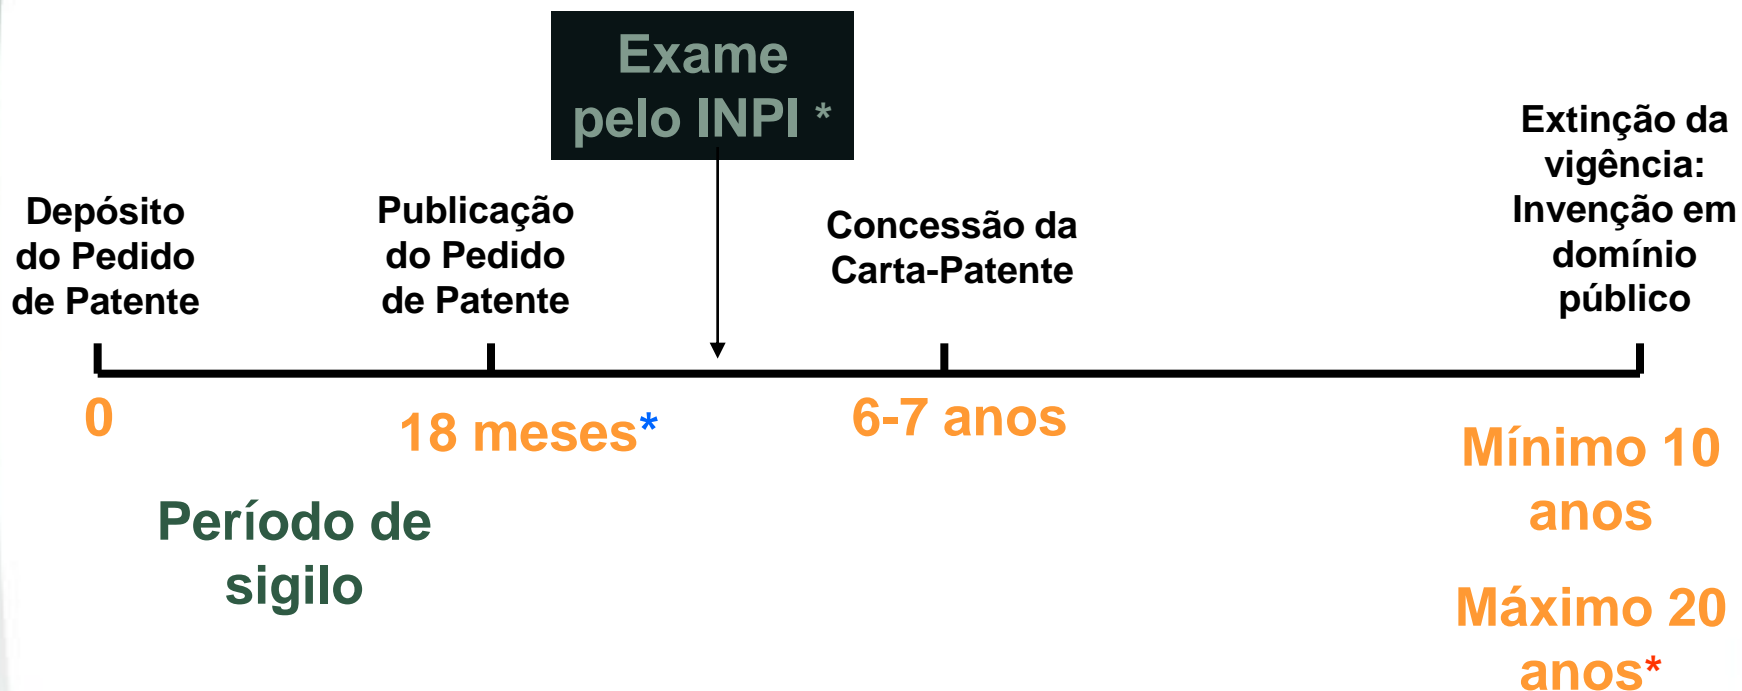 Exame
pelo INPI *
Depósito
do Pedido
de Patente
Publicação
do Pedido
de Patente
Concessão da
Carta-Patente
Extinção da
vigência:
Invenção em
domínio
público
0
18 meses*
6-7 anos
Mínimo 10
anos
Período de
sigilo
Máximo 20
anos*